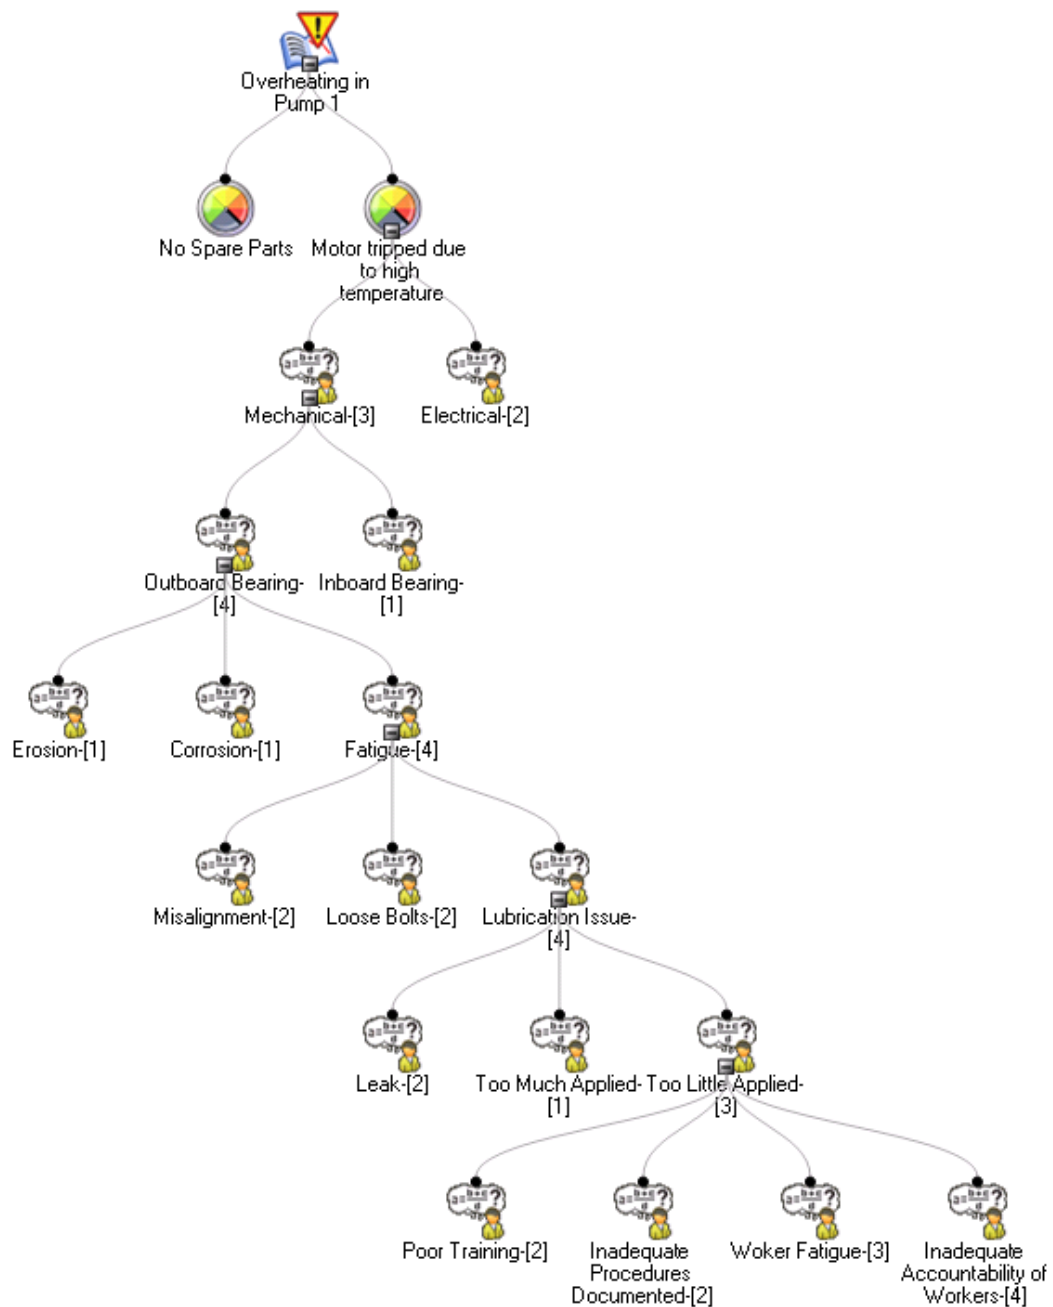 Overheating in
Pump 1
No Spare Parts
Motor tripped due
to high
temperature
Mechanical-[3]
Electrical-[2]
Outboard Bearing-
[4]
Inboard Bearing-
[1]
Erosion-[1]
Corrosion-[1]
Fatigue-[4]
Misalignment-[2]
Loose Bolts-[2]
Lubrication Issue-
[4]
Leak-[2]
Too Much Applied-
[1]
Too Little Applied-
[3]
Poor Training-[2]
Inadequate
Procedures
Documented-[2]
Woker Fatigue-[3]
Inadequate
Accountability of
Workers-[4]